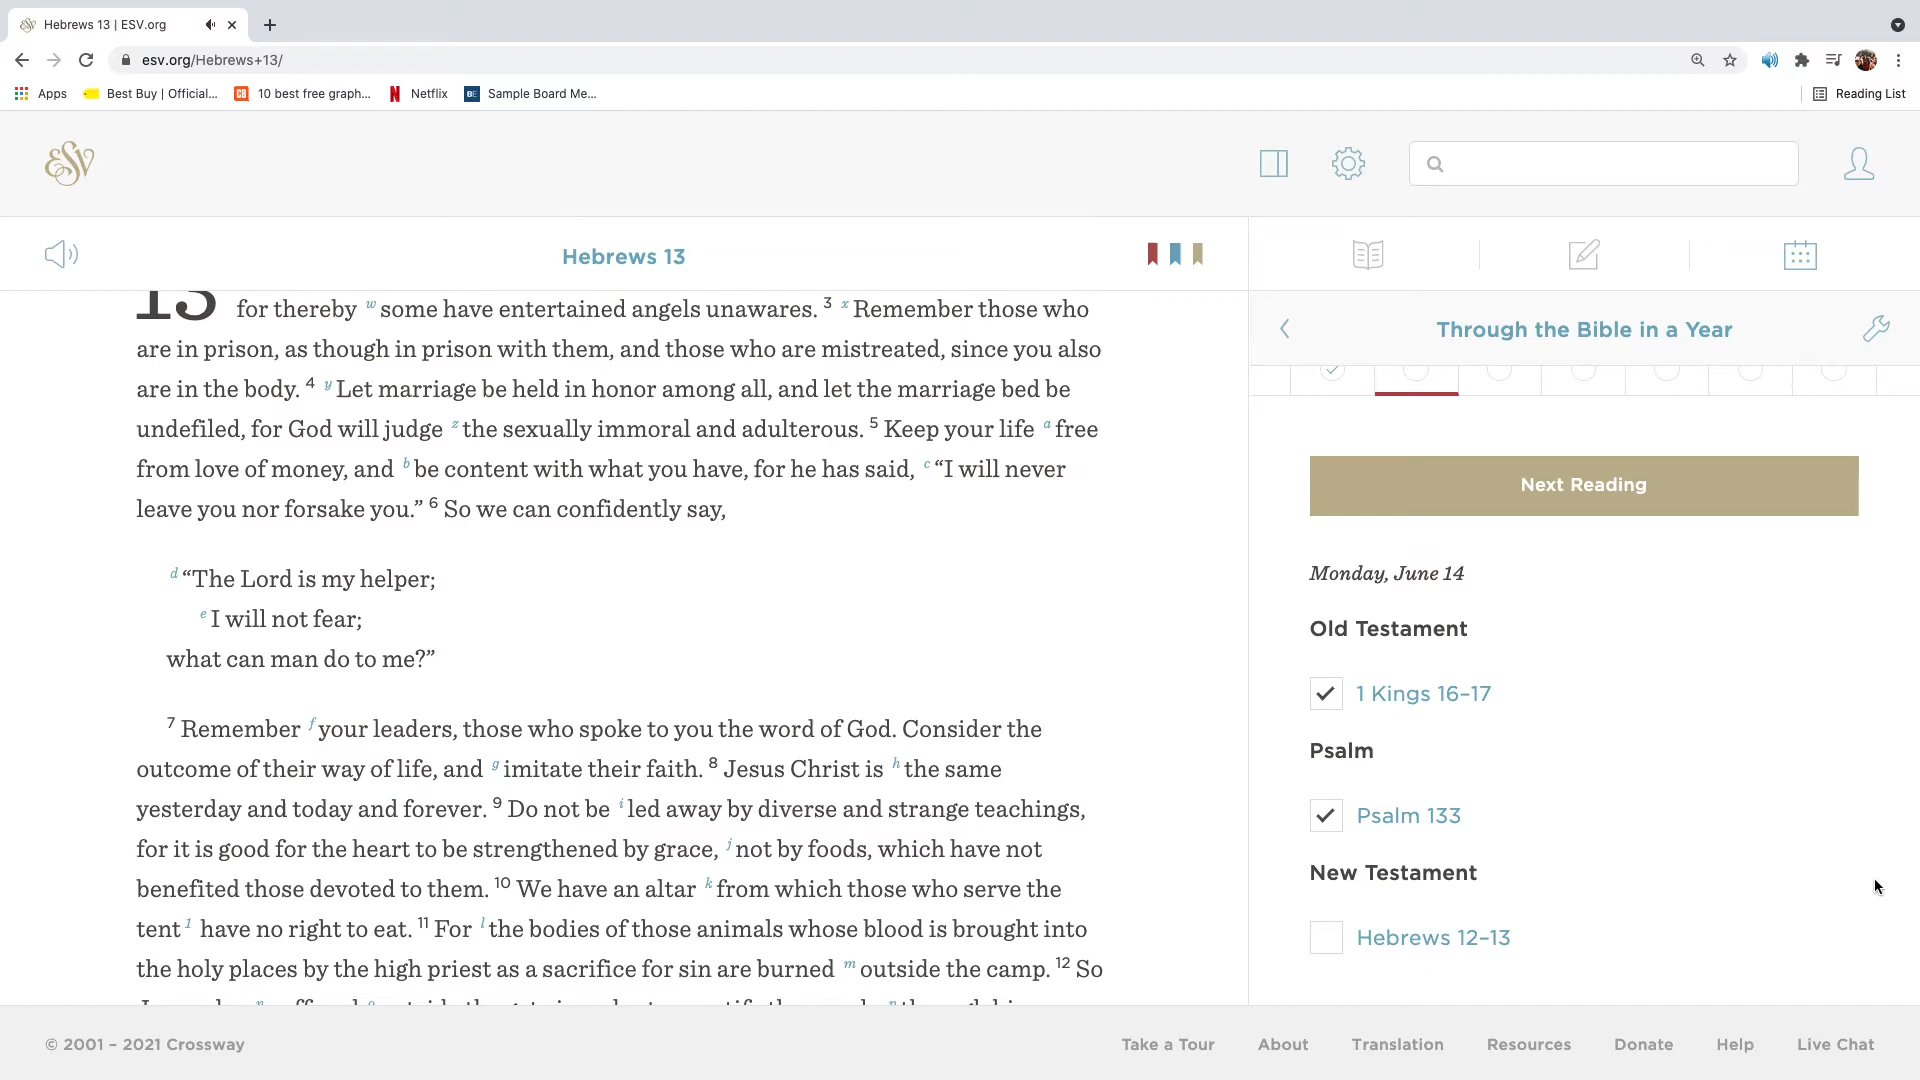 Hebrews 13 | ESV.org
esv.org/Hebrews+13/
Apps
Best Buy | Official...
CB
10 best free graph...
N
Netflix
BE
Sample Board Me...
Reading List
ESV
Hebrews 13
Through the Bible in a Year
13 for thereby w some have entertained angels unawares. 3 x Remember those who
are in prison, as though in prison with them, and those who are mistreated, since you also
are in the body. 4 y Let marriage be held in honor among all, and let the marriage bed be
undefiled, for God will judge z the sexually immoral and adulterous. 5 Keep your life a free
from love of money, and b be content with what you have, for he has said, c “I will never
leave you nor forsake you.” 6 So we can confidently say,
d “The Lord is my helper;
e I will not fear;
what can man do to me?”
7 Remember f your leaders, those who spoke to you the word of God. Consider the
outcome of their way of life, and g imitate their faith. 8 Jesus Christ is h the same
yesterday and today and forever. 9 Do not be i led away by diverse and strange teachings,
for it is good for the heart to be strengthened by grace, j not by foods, which have not
benefited those devoted to them. 10 We have an altar k from which those who serve the
tent 1 have no right to eat. 11 For l the bodies of those animals whose blood is brought into
the holy places by the high priest as a sacrifice for sin are burned m outside the camp. 12 So
Next Reading
Monday, June 14
Old Testament
1 Kings 16–17
Psalm
Psalm 133
New Testament
Hebrews 12–13
© 2001 – 2021 Crossway
Take a Tour
About
Translation
Resources
Donate
Help
Live Chat